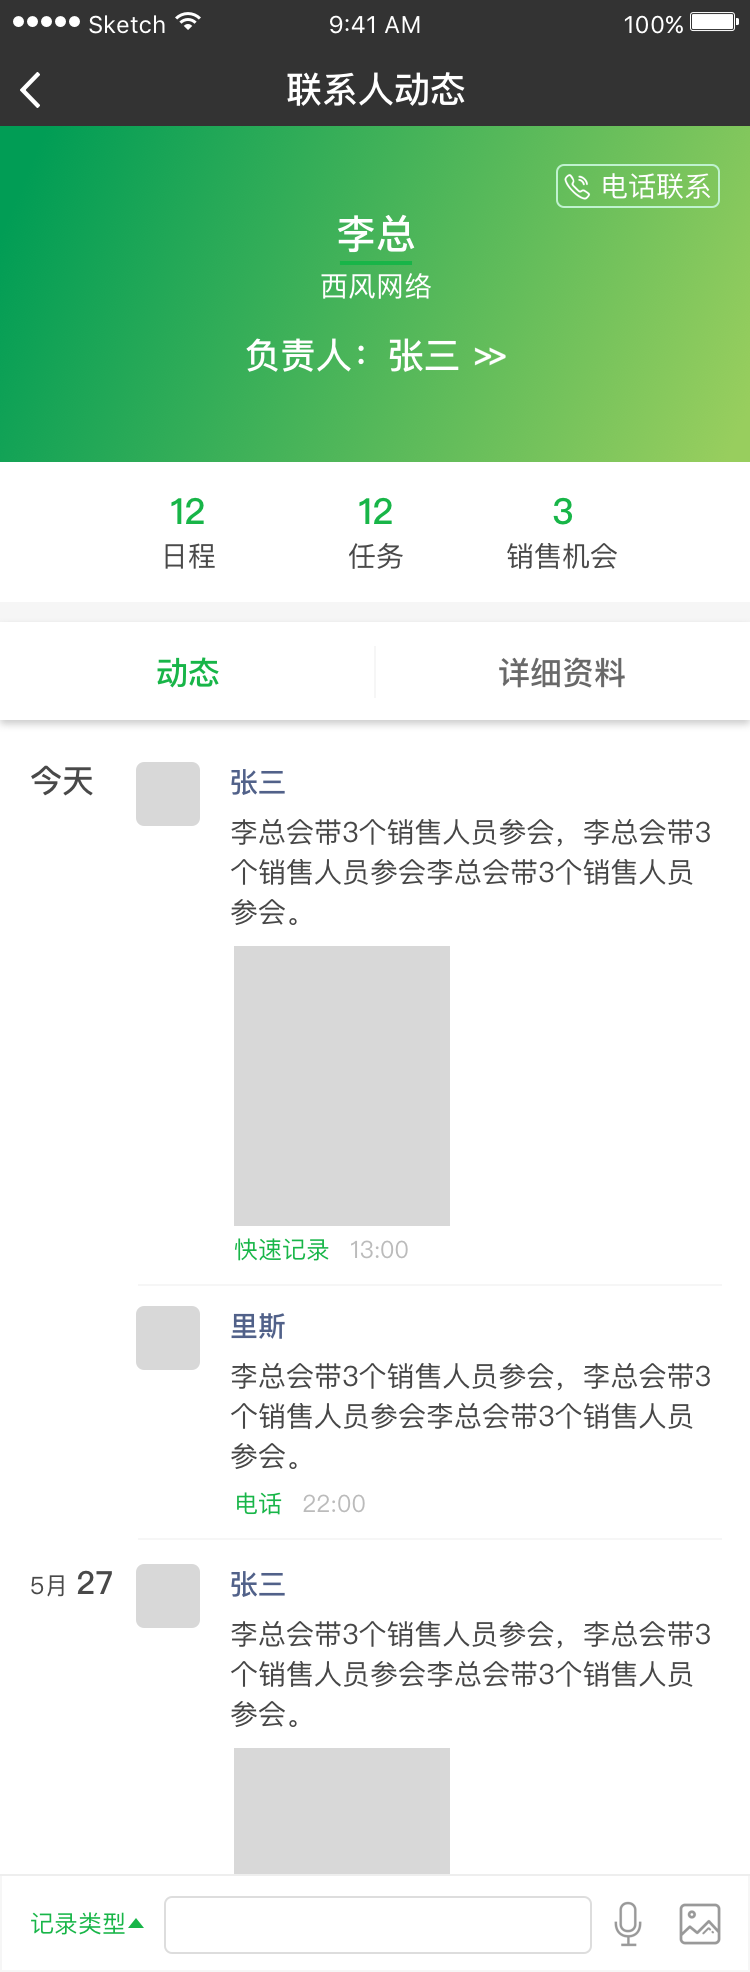 Sketch 9:41 AM 100%
联系人动态
电话联系
李总
西风网络
负责人：张三
12 12 3
日程 任务 销售机会
动态 详细资料
今天 张三
李总会带3个销售人员参会，李总会带3
个销售人员参会李总会带3个销售人员
参会。
快速记录 13:00
里斯
李总会带3个销售人员参会，李总会带3
个销售人员参会李总会带3个销售人员
参会。
电话 22:00
5月 27 张三
李总会带3个销售人员参会，李总会带3
个销售人员参会李总会带3个销售人员
参会。
记录类型